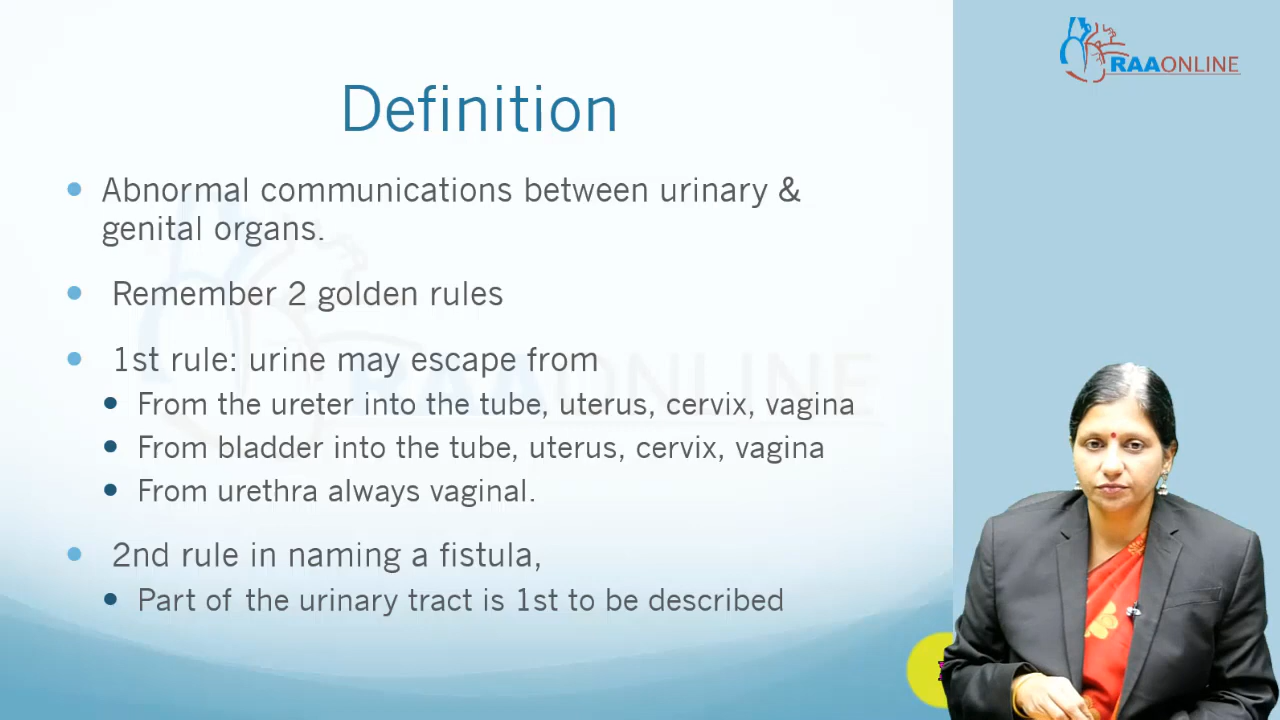 RAAONLINE
Definition
Abnormal communications between urinary &
genital organs.
Remember 2 golden rules
1st rule: urine may escape from
From the ureter into the tube, uterus, cervix, vagina
From bladder into the tube, uterus, cervix, vagina
From urethra always vaginal.
2nd rule in naming a fistula,
Part of the urinary tract is 1st to be described
RAAONLINE